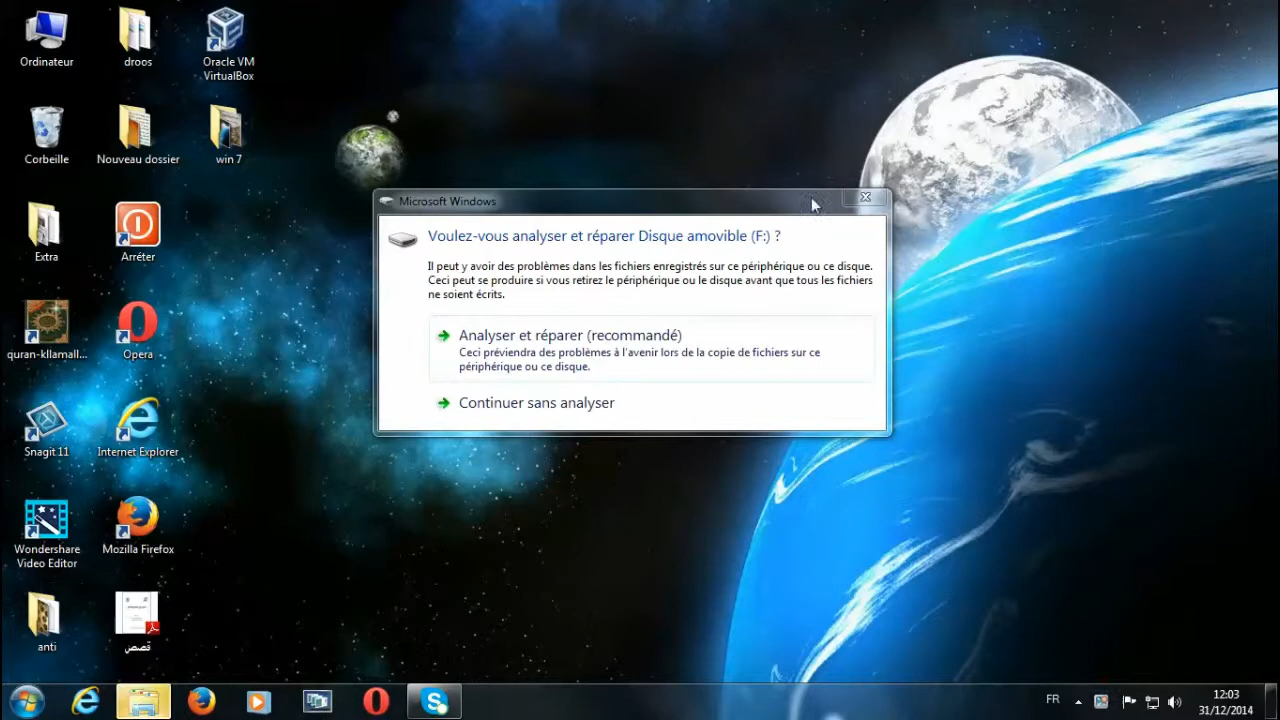 Ordinateur
droos
Oracle VM
VirtualBox
Corbeille
Nouveau dossier
win 7
Extra
Arréter
quran-kllamall...
Opera
Snagit 11
Internet Explorer
Wondershare
Video Editor
Mozilla Firefox
anti
قصص
Microsoft Windows
Voulez-vous analyser et réparer Disque amovible (F:) ?
Il peut y avoir des problèmes dans les fichiers enregistrés sur ce périphérique ou ce disque.
Ceci peut se produire si vous retirez le périphérique ou le disque avant que tous les fichiers
ne soient écrits.
Analyser et réparer (recommandé)
Ceci préviendra des problèmes à l'avenir lors de la copie de fichiers sur ce
périphérique ou ce disque.
Continuer sans analyser
FR
12:03
31/12/2014